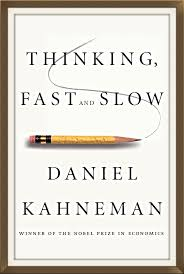 THINKING,
FAST AND SLOW
DANIEL
KAHNEMAN
WINNER OF THE NOBEL PRIZE IN ECONOMICS